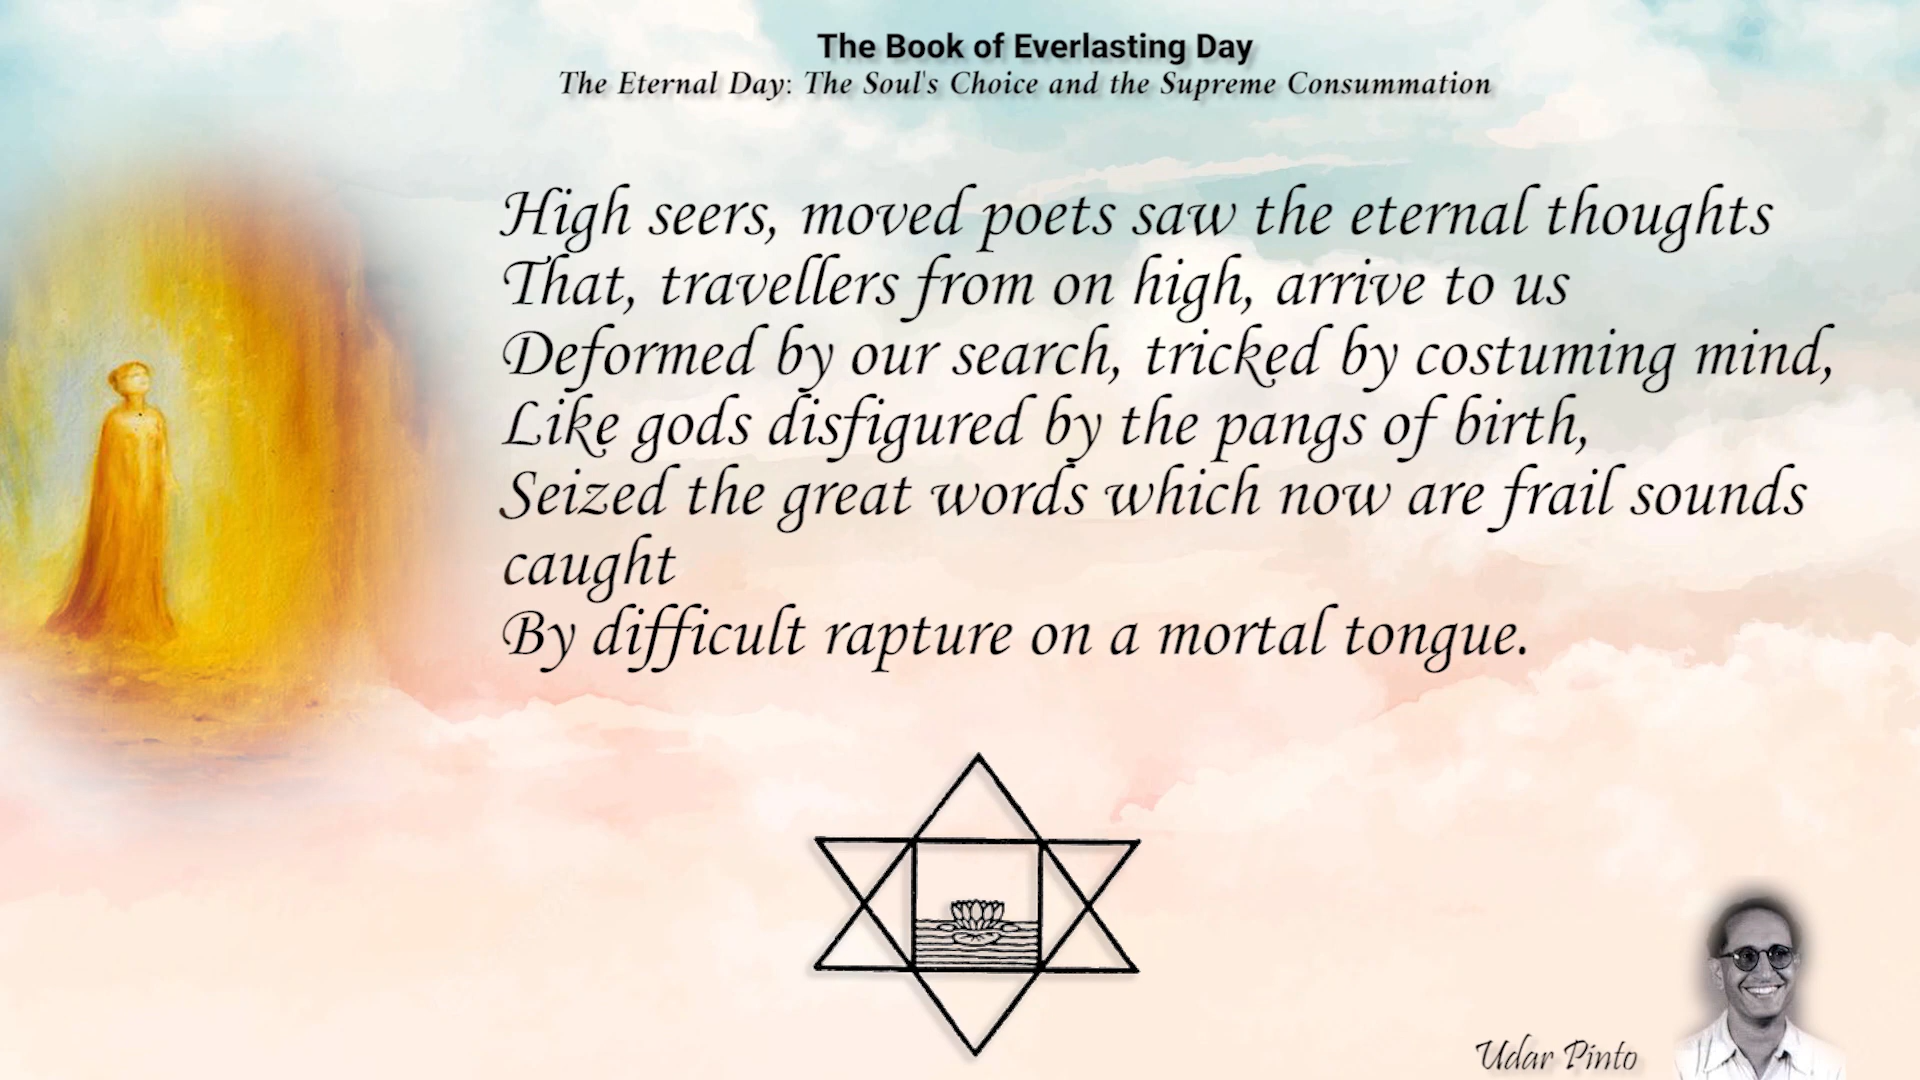 The Book of Everlasting Day
The Eternal Day: The Soul's Choice and the Supreme Consummation
High seers, moved poets saw the eternal thoughts
That, travellers from on high, arrive to us
Deformed by our search, tricked by costuming mind,
Like gods disfigured by the pangs of birth,
Seized the great words which now are frail sounds
caught
By difficult rapture on a mortal tongue.
Udar Pinto